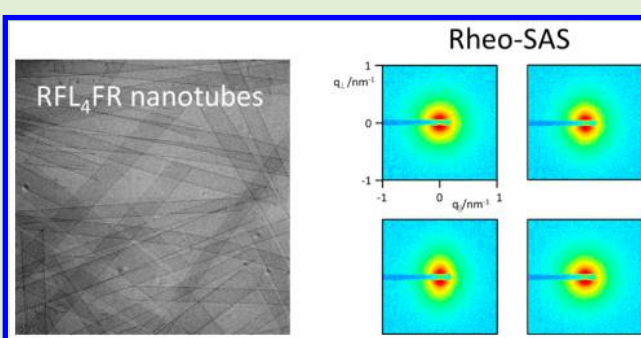 Rheo-SAS
RFL₄FR nanotubes
1
q⊥/nm⁻¹
0
-1
-1 0 1
q∥/nm⁻¹